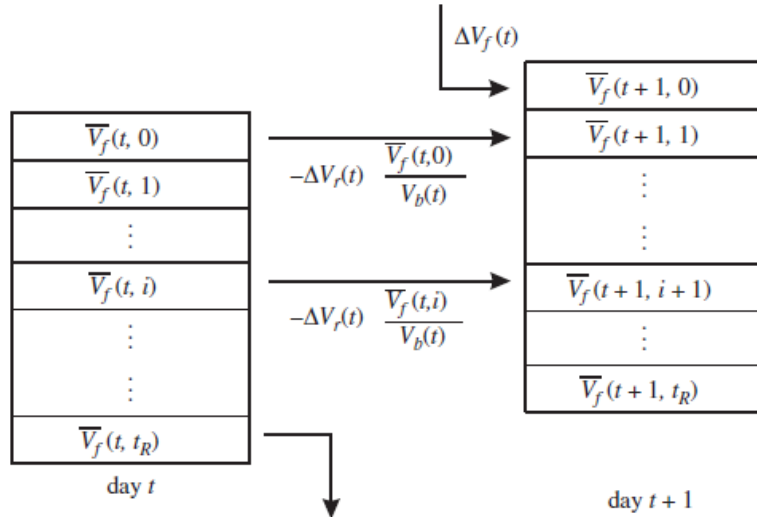 ΔV_f(t)
V̅_f(t + 1, 0)
V̅_f(t, 0)
V̅_f(t + 1, 1)
−ΔV_r(t) V̅_f(t,0)/V_b(t)
V̅_f(t, 1)
⋮
⋮
⋮
V̅_f(t, i)
V̅_f(t + 1, i + 1)
−ΔV_r(t) V̅_f(t,i)/V_b(t)
⋮
⋮
⋮
V̅_f(t + 1, t_R)
V̅_f(t, t_R)
day t
day t + 1